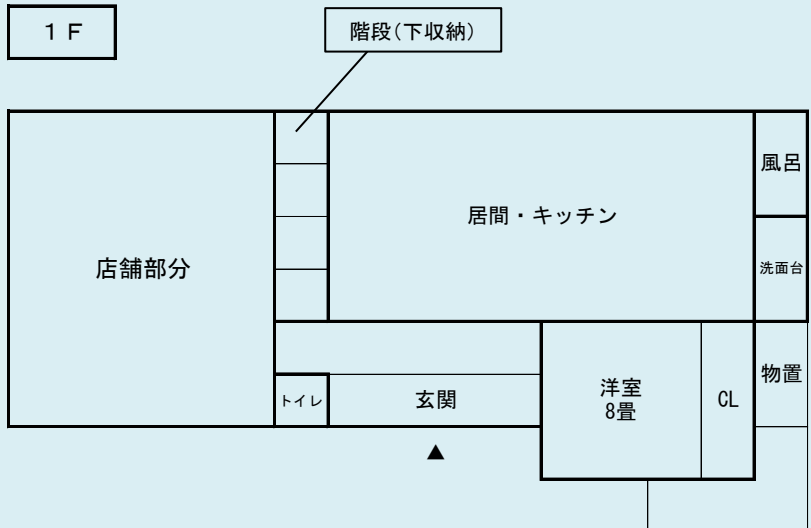 １Ｆ
階段(下収納)
風呂
居間・キッチン
店舗部分
洗面台
物置
洋室
8畳
CL
トイレ
玄関
▲